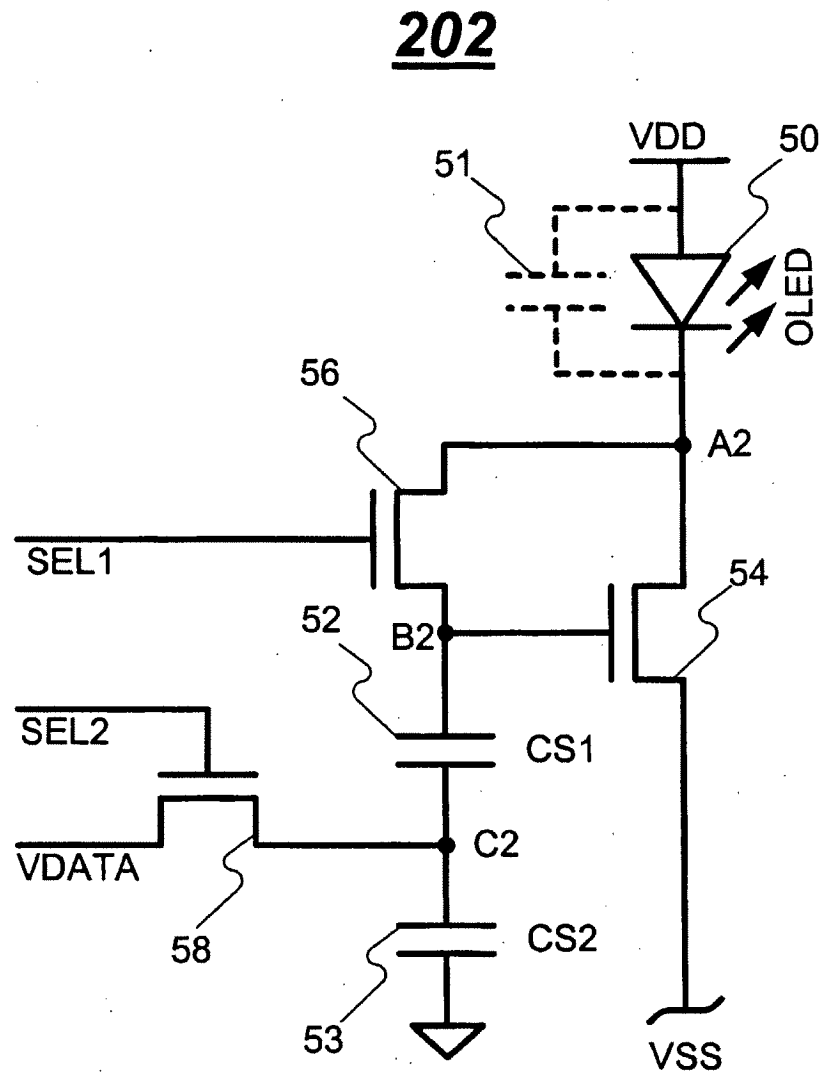 202
VDD
50
51
OLED
56
A2
SEL1
54
52
B2
SEL2
CS1
VDATA
C2
58
CS2
53
VSS